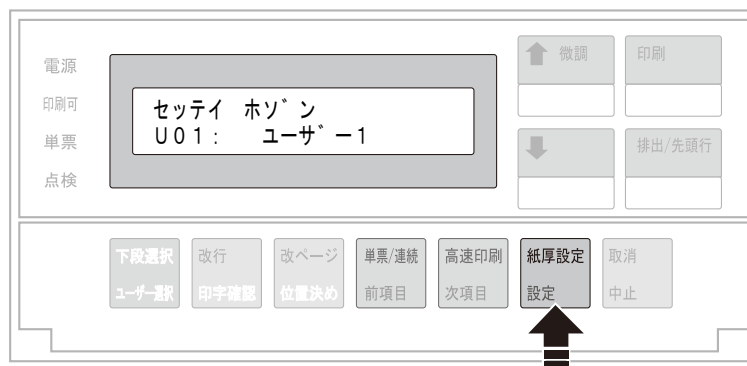 電源
印刷可
単票
点検
セッテイ ホゾン
U01: ユーザー1
微調
印刷
排出/先頭行
下段選択
ユーザー選択
改行
印字確認
改ページ
位置決め
単票/連続
前項目
高速印刷
次項目
紙厚設定
設定
取消
中止